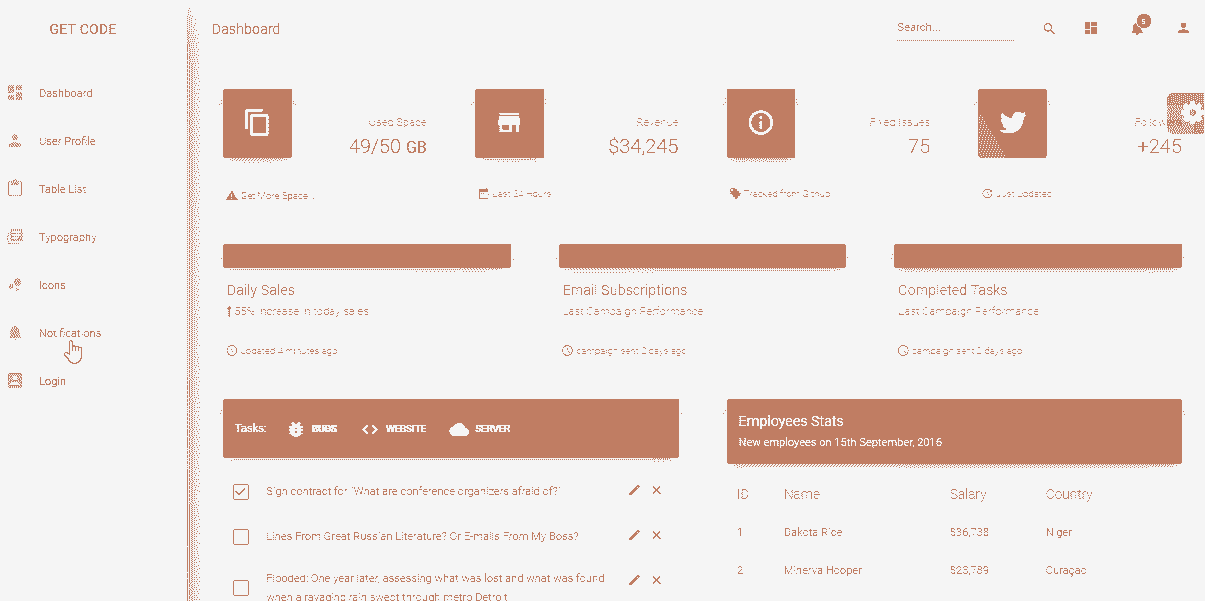 GET CODE
Dashboard
Search...
5
Dashboard
User Profile
Table List
Typography
Icons
Notifications
Login
Used Space
49/50 GB
Get More Space...
Revenue
$34,245
Last 24 Hours
Fixed Issues
75
Tracked from Github
+245
Just Updated
Daily Sales
55% increase in today sales
updated 4 minutes ago
Email Subscriptions
Last Campaign Performance
campaign sent 2 days ago
Completed Tasks
Last Campaign Performance
campaign sent 2 days ago
Tasks: BUGS WEBSITE SERVER
Sign contract for "What are conference organizers afraid of?"
Lines From Great Russian Literature? Or E-mails From My Boss?
Flooded: One year later, assessing what was lost and what was found
when a ravaging rain swept through metro Detroit
Employees Stats
New employees on 15th September, 2016
ID Name Salary Country
1 Dakota Rice $36,738 Niger
2 Minerva Hooper $23,789 Curaçao